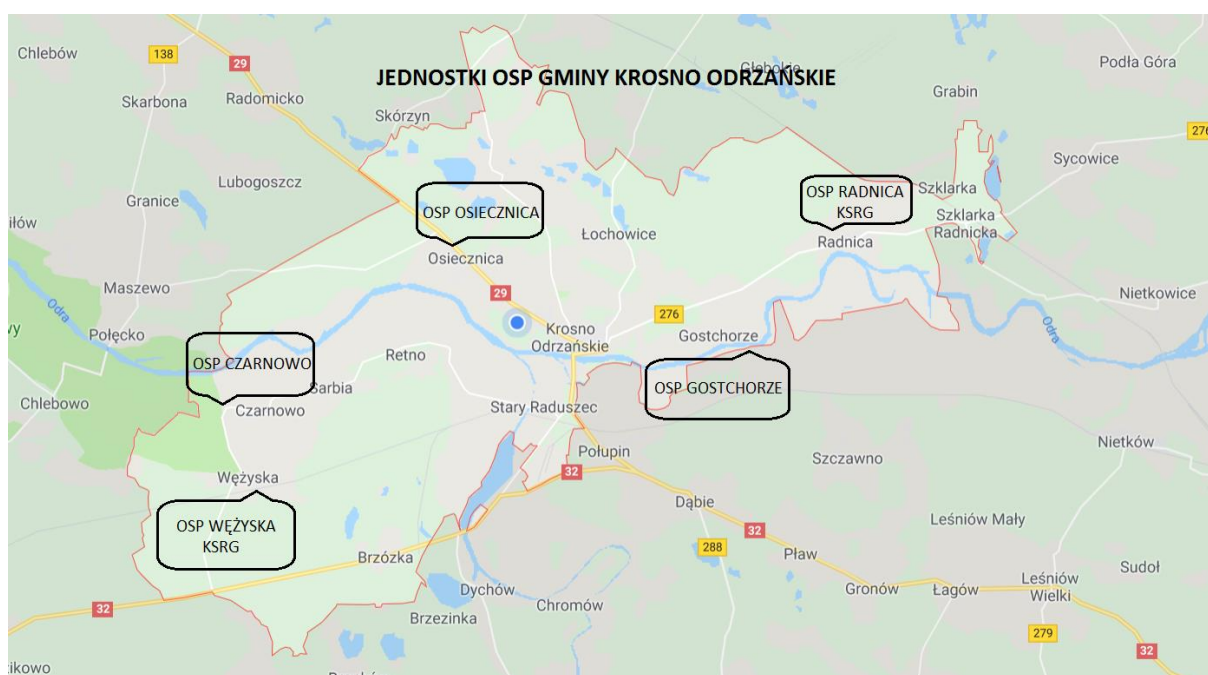 Chlebów
138
29
JEDNOSTKI OSP GMINY KROSNO ODRZAŃSKIE
Głębokie
Podła Góra
Skarbona
Radomicko
Skórzyn
Grabin
276
Sycowice
Lubogoszcz
Granice
OSP OSIECZNICA
OSP RADNICA
KSRG
Szklarka
Szklarka
Radnicka
Łochowice
Radnica
Osiecznica
Maszewo
29
Nietkowice
Odra
276
Odra
Połęcko
Krosno
Odrzańskie
Gostchorze
OSP CZARNOWO
Retno
OSP GOSTCHORZE
Sarbia
Chlebowo
Czarnowo
Stary Raduszec
Nietków
Połupin
Szczawno
32
Wężyska
Dąbie
OSP WĘŻYSKA
KSRG
Leśniów Mały
32
288
Brzózka
Pław
Sudoł
Dychów
Gronów
Łagów
Leśniów
Wielki
32
Chromów
Brzezinka
279
32